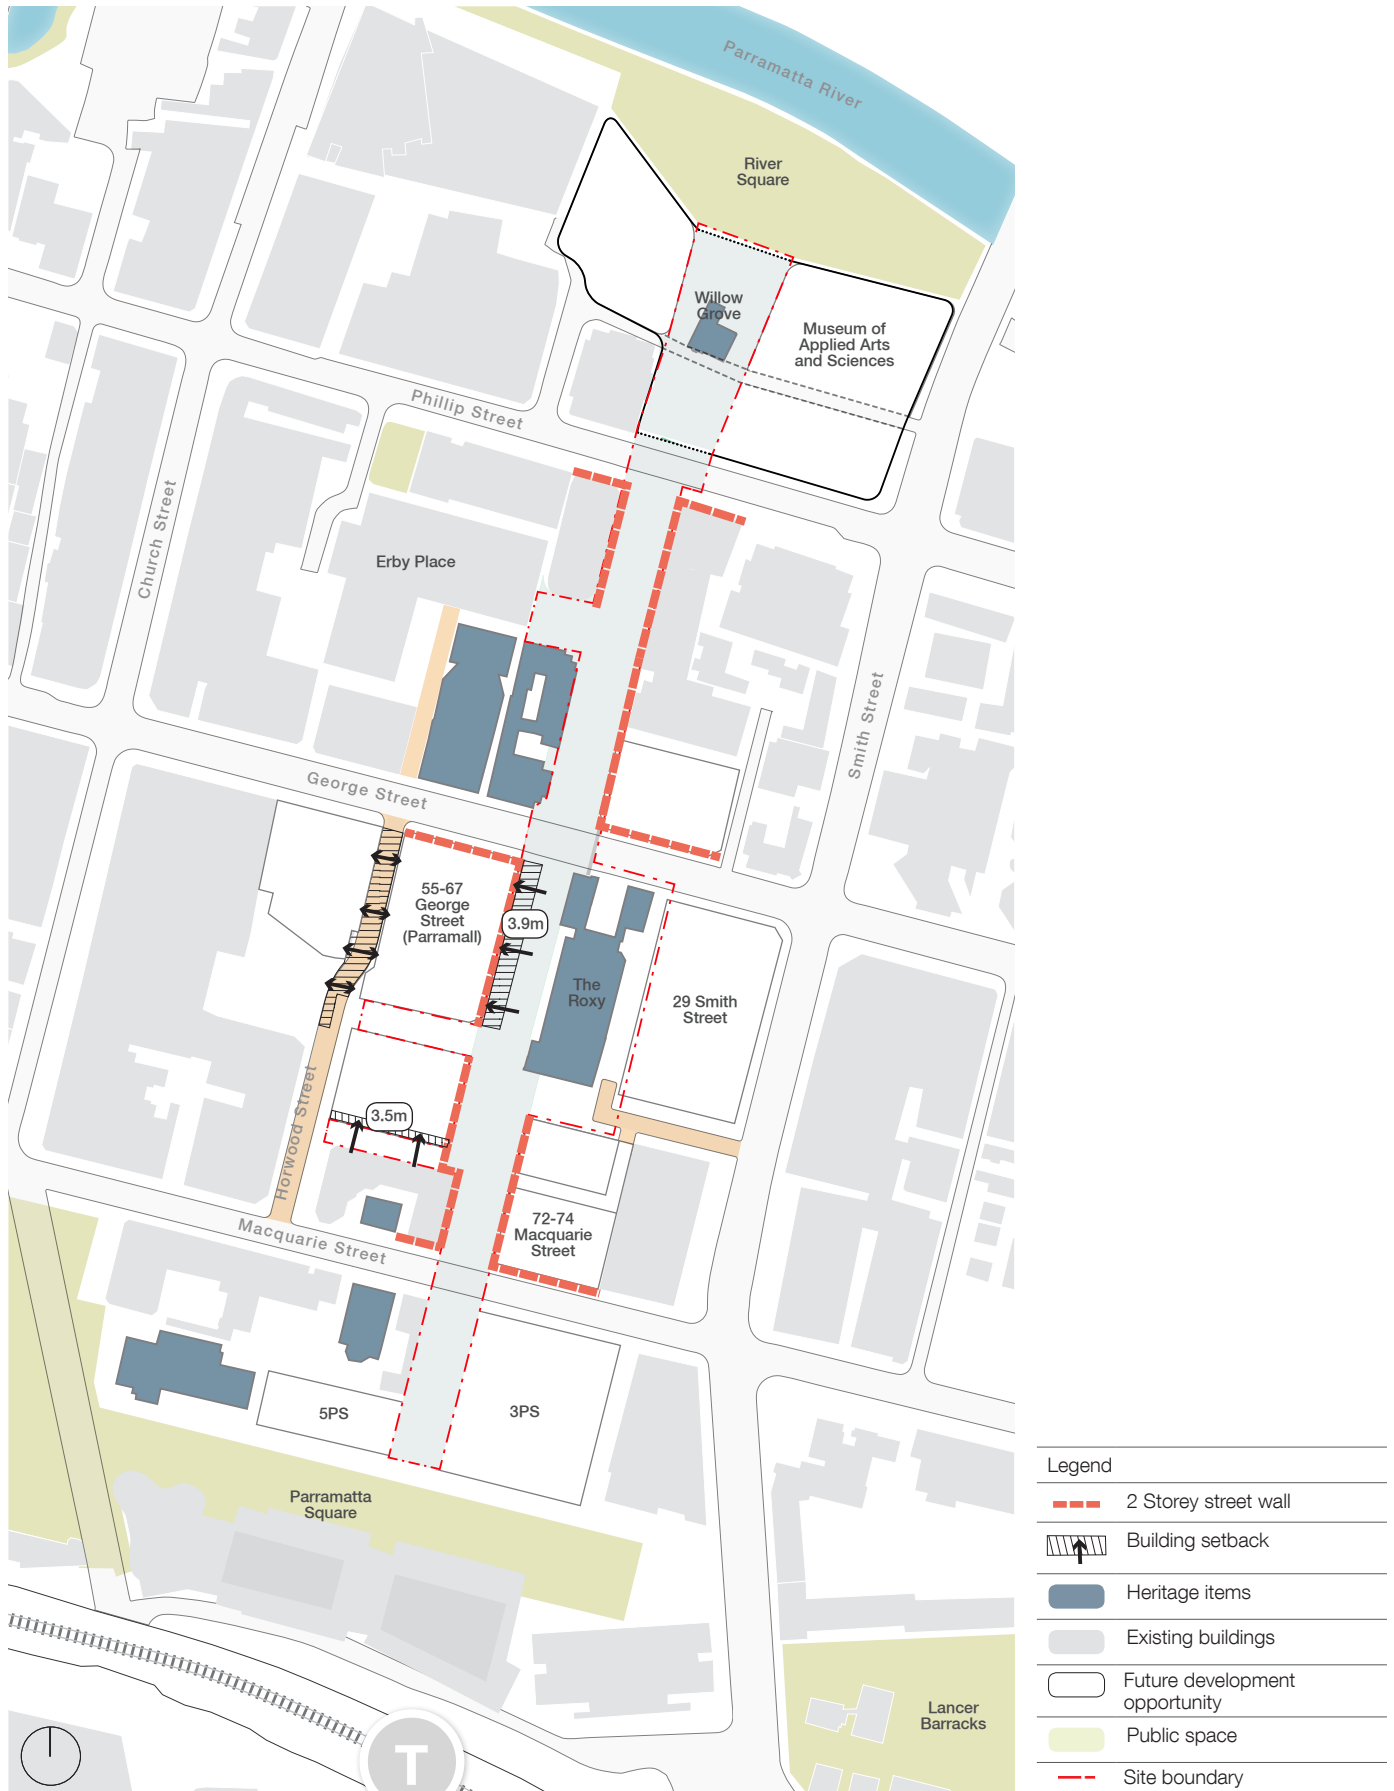 Parramatta River
River
Square
Willow
Grove
Museum of
Applied Arts
and Sciences
Phillip Street
Church Street
Erby Place
Smith Street
George Street
55-67
George
Street
(Parramall)
3.9m
The
Roxy
29 Smith
Street
Horwood Street
3.5m
72-74
Macquarie
Street
Macquarie Street
5PS
3PS
Parramatta
Square
Lancer
Barracks
T
Legend
2 Storey street wall
Building setback
Heritage items
Existing buildings
Future development
opportunity
Public space
Site boundary